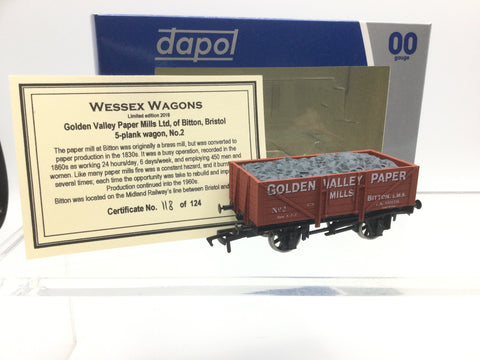 dapol
00
gauge
WESSEX WAGONS
Limited edition 2016
Golden Valley Paper Mills Ltd, of Bitton, Bristol
5-plank wagon, No.2
The paper mill at Bitton was originally a brass mill, but was converted to
paper production in the 1830s. It was a busy operation, recorded in the
1860s as working 24 hours/day, 6 days/week, and employing 450 men and
women. Like many paper mills fire was a constant hazard, and it burnt
several times; each time the opportunity was take to rebuild and
Production continued into the 1960s.
Bitton was located on the Midland Railway's line between Bristol and
Certificate No. 118 of 124
GOLDEN VALLEY PAPER
MILLS
BITTON, L.M.S.
No 2